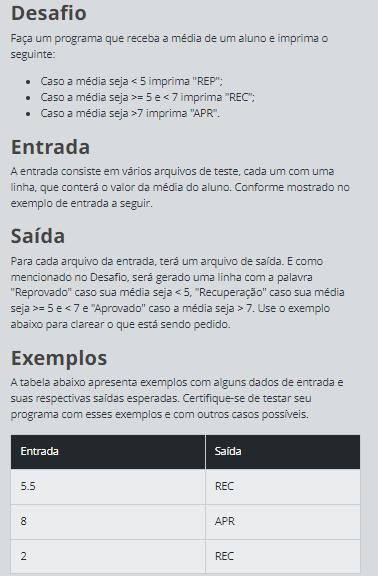 Desafio
Faça um programa que receba a média de um aluno e imprima o
seguinte:
• Caso a média seja < 5 imprima "REP";
• Caso a média seja >= 5 e < 7 imprima "REC";
• Caso a média seja >7 imprima "APR".
Entrada
A entrada consiste em vários arquivos de teste, cada um com uma
linha, que conterá o valor da média do aluno. Conforme mostrado no
exemplo de entrada a seguir.
Saída
Para cada arquivo da entrada, terá um arquivo de saída. E como
mencionado no Desafio, será gerado uma linha com a palavra
"Reprovado" caso sua média seja < 5, "Recuperação" caso sua média
seja >= 5 e < 7 e "Aprovado" caso a média seja > 7. Use o exemplo
abaixo para clarear o que está sendo pedido.
Exemplos
A tabela abaixo apresenta exemplos com alguns dados de entrada e
suas respectivas saídas esperadas. Certifique-se de testar seu
programa com esses exemplos e com outros casos possíveis.
Entrada Saída
5.5 REC
8 APR
2 REC